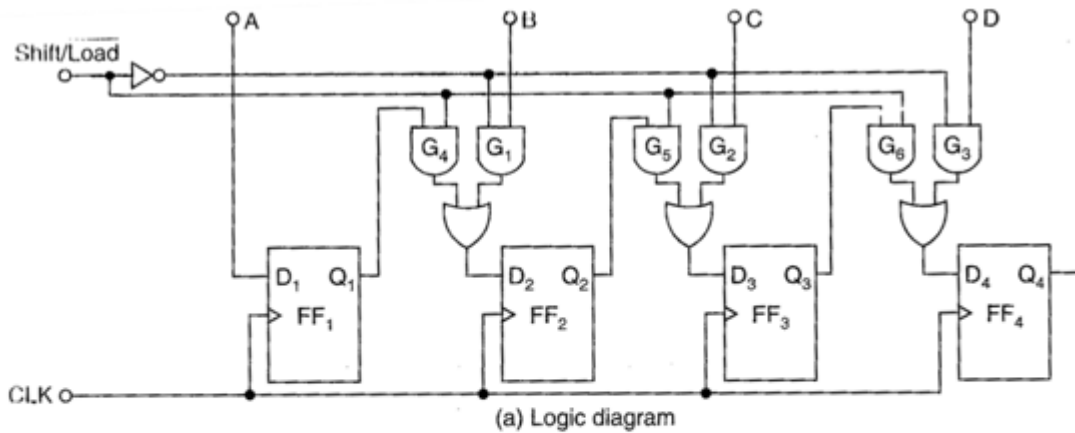 A B C D
Shift/Load
G₄ G₁ G₅ G₂ G₆ G₃
D₁ Q₁ D₂ Q₂ D₃ Q₃ D₄ Q₄
FF₁ FF₂ FF₃ FF₄
CLK
(a) Logic diagram